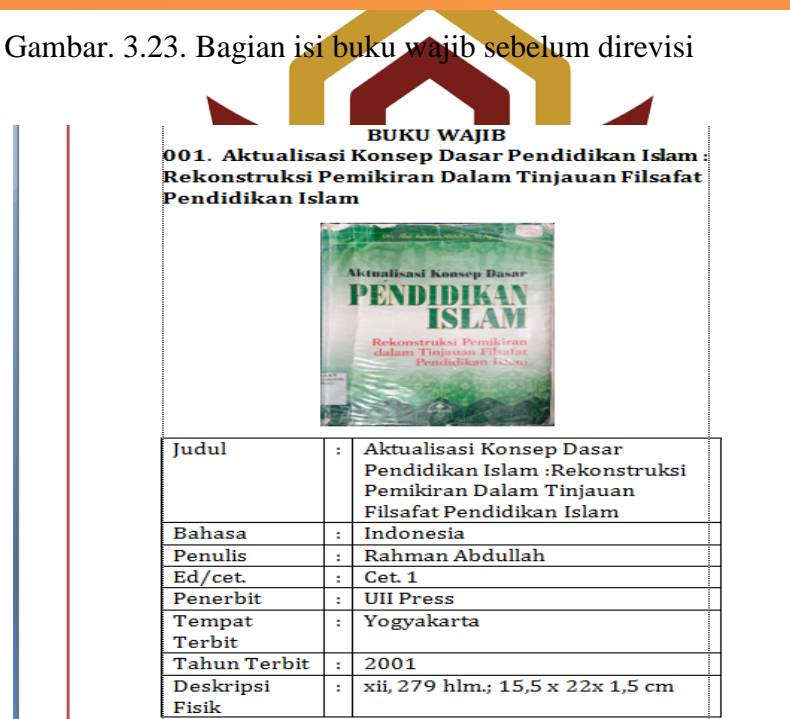 Gambar. 3.23. Bagian isi buku wajib sebelum direvisi
BUKU WAJIB
001. Aktualisasi Konsep Dasar Pendidikan Islam :
Rekonstruksi Pemikiran Dalam Tinjauan Filsafat
Pendidikan Islam
Aktualisasi Konsep Dasar
PENDIDIKAN
ISLAM
Rekonstruksi Pemikiran
dalam Tinjauan Filsafat
Pendidikan Islam
Judul : Aktualisasi Konsep Dasar
Pendidikan Islam :Rekonstruksi
Pemikiran Dalam Tinjauan
Filsafat Pendidikan Islam
Bahasa : Indonesia
Penulis : Rahman Abdullah
Ed/cet. : Cet. 1
Penerbit : UII Press
Tempat : Yogyakarta
Terbit
Tahun Terbit : 2001
Deskripsi : xii, 279 hlm.; 15,5 x 22x 1,5 cm
Fisik